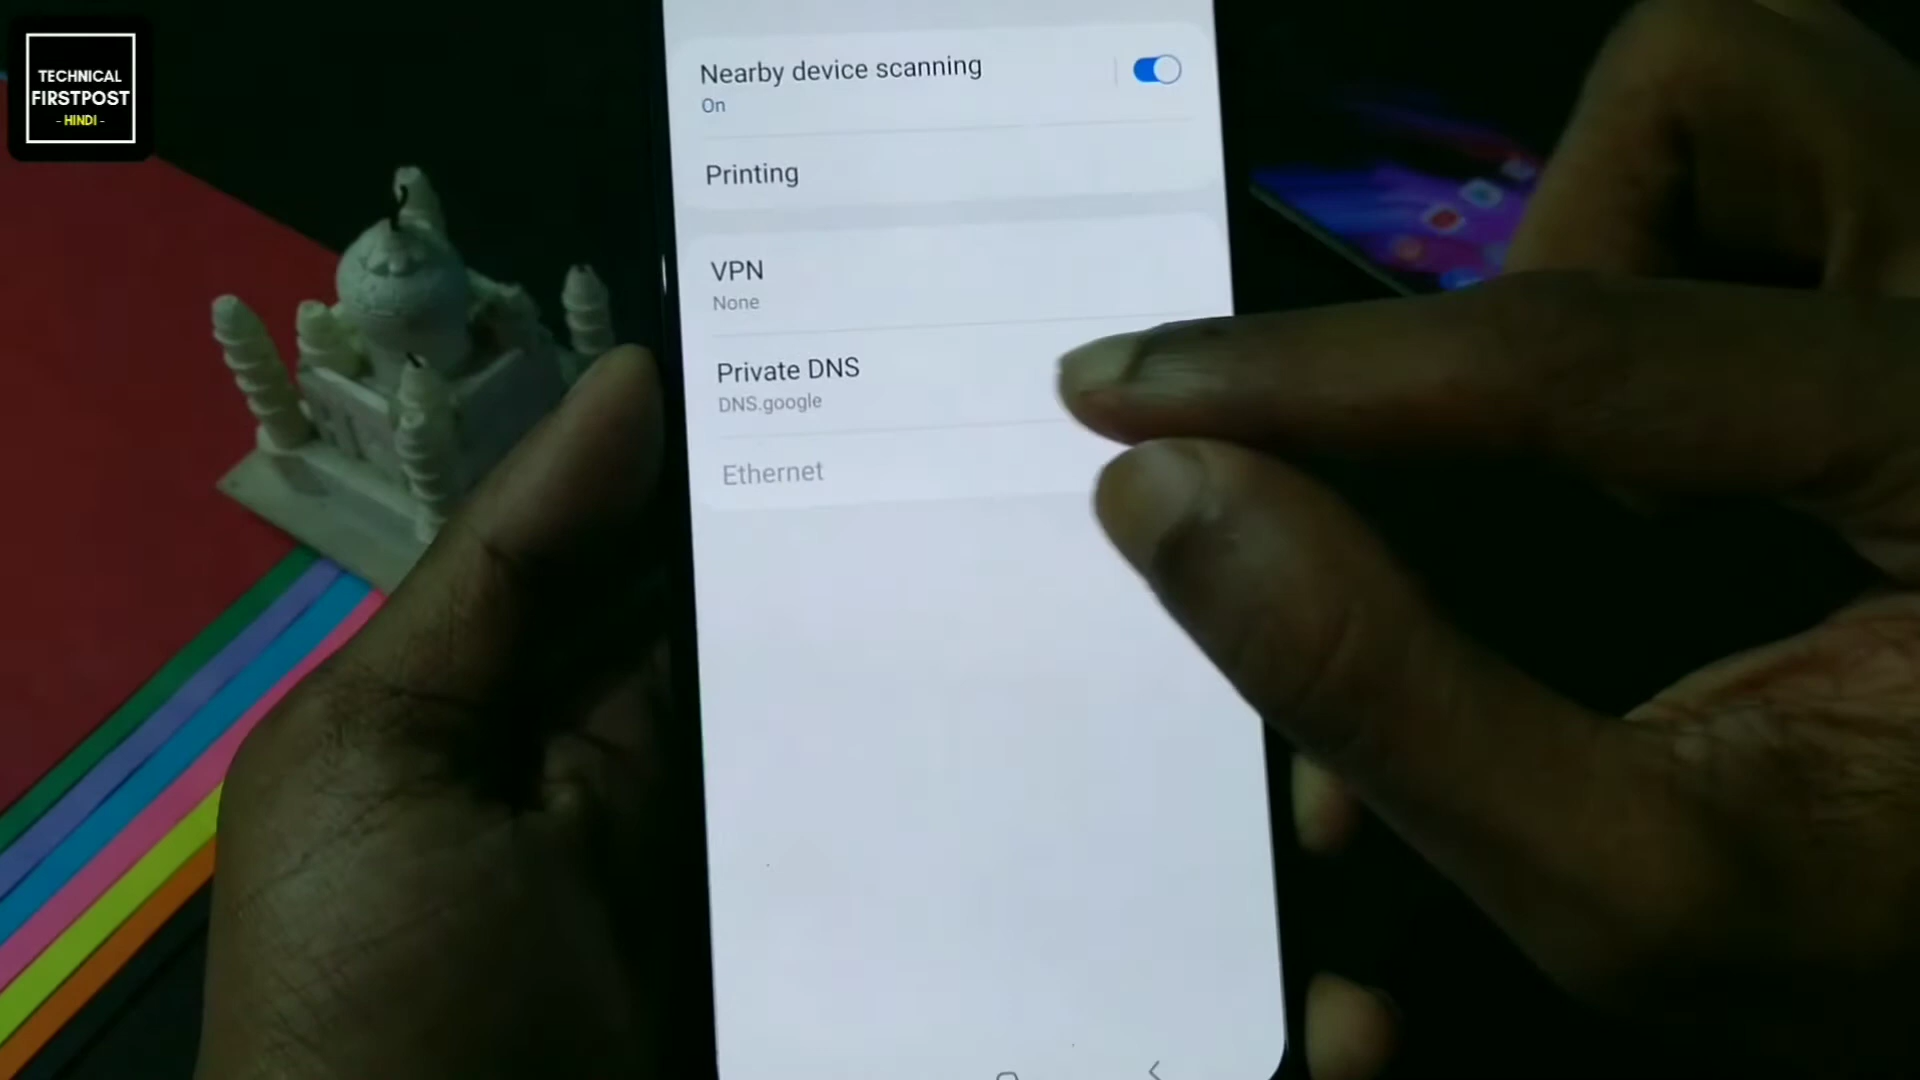 TECHNICAL
FIRSTPOST
- HINDI -
Nearby device scanning
On
Printing
VPN
None
Private DNS
DNS.google
Ethernet